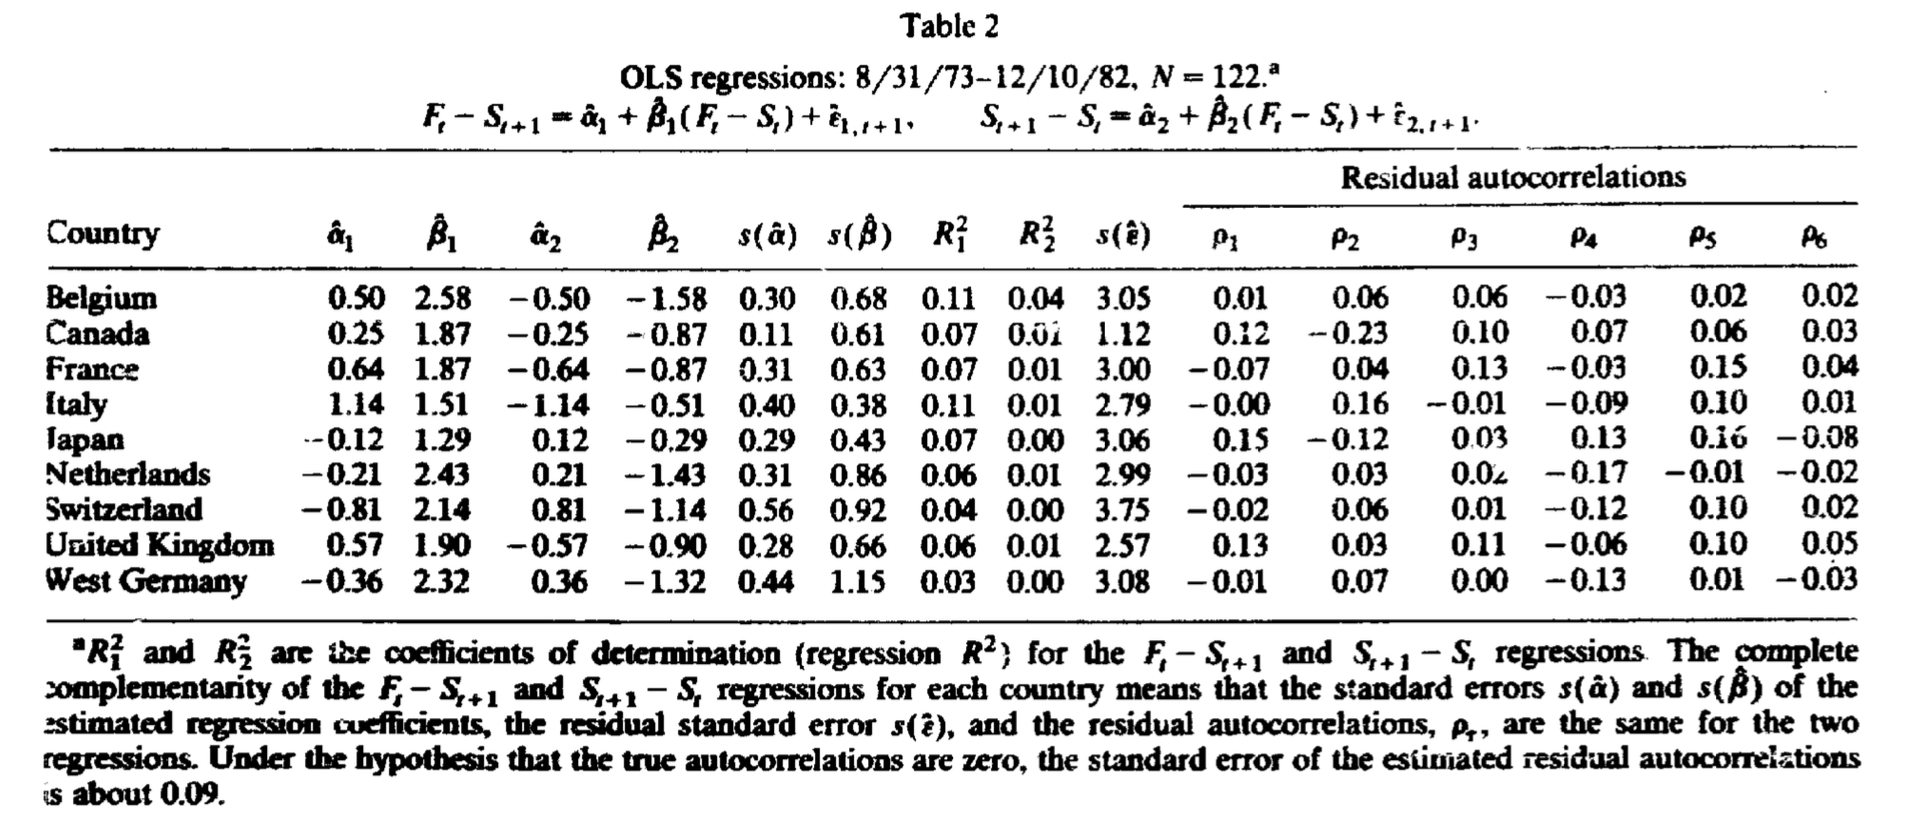 Table 2
OLS regressions: 8/31/73–12/10/82, N = 122.ᵃ
F_t − S_{t+1} = α̂₁ + β̂₁(F_t − S_t) + ε̂_{1,t+1}, S_{t+1} − S_t = α̂₂ + β̂₂(F_t − S_t) + ε̂_{2,t+1}.
Residual autocorrelations
Country α̂₁ β̂₁ α̂₂ β̂₂ s(α̂) s(β̂) R₁² R₂² s(ε̂) ρ₁ ρ₂ ρ₃ ρ₄ ρ₅ ρ₆
Belgium 0.50 2.58 −0.50 −1.58 0.30 0.68 0.11 0.04 3.05 0.01 0.06 0.06 −0.03 0.02 0.02
Canada 0.25 1.87 −0.25 −0.87 0.11 0.61 0.07 1.12 0.12 −0.23 0.10 0.07 0.06 0.03
France 0.64 1.87 −0.64 −0.87 0.31 0.63 0.07 0.01 3.00 −0.07 0.04 0.13 −0.03 0.15 0.04
Italy 1.14 1.51 −1.14 −0.51 0.40 0.38 0.11 0.01 2.79 −0.00 0.16 −0.01 −0.09 0.10 0.01
Japan −0.12 1.29 0.12 −0.29 0.29 0.43 0.07 0.00 3.06 0.15 −0.12 0.03 0.13 0.16 −0.08
Netherlands −0.21 2.43 0.21 −1.43 0.31 0.86 0.06 0.01 2.99 −0.03 0.03 −0.17 −0.01 −0.02
Switzerland −0.81 2.14 0.81 −1.14 0.56 0.92 0.04 0.00 3.75 −0.02 0.06 0.01 −0.12 0.10 0.02
United Kingdom 0.57 1.90 −0.57 −0.90 0.28 0.66 0.06 0.01 2.57 0.13 0.03 0.11 −0.06 0.10 0.05
West Germany −0.36 2.32 0.36 −1.32 0.44 1.15 0.03 0.00 3.08 −0.01 0.07 0.00 −0.13 0.01 −0.03
ᵃR₁² and R₂² are the coefficients of determination (regression R²) for the F_t − S_{t+1} and S_{t+1} − S_t regressions. The complete
complementarity of the F_t − S_{t+1} and S_{t+1} − S_t regressions for each country means that the standard errors s(α̂) and s(β̂) of the
estimated regression coefficients, the residual standard error s(ε̂), and the residual autocorrelations, ρ_τ, are the same for the two
regressions. Under the hypothesis that the true autocorrelations are zero, the standard error of the estimated residual autocorrelations
is about 0.09.